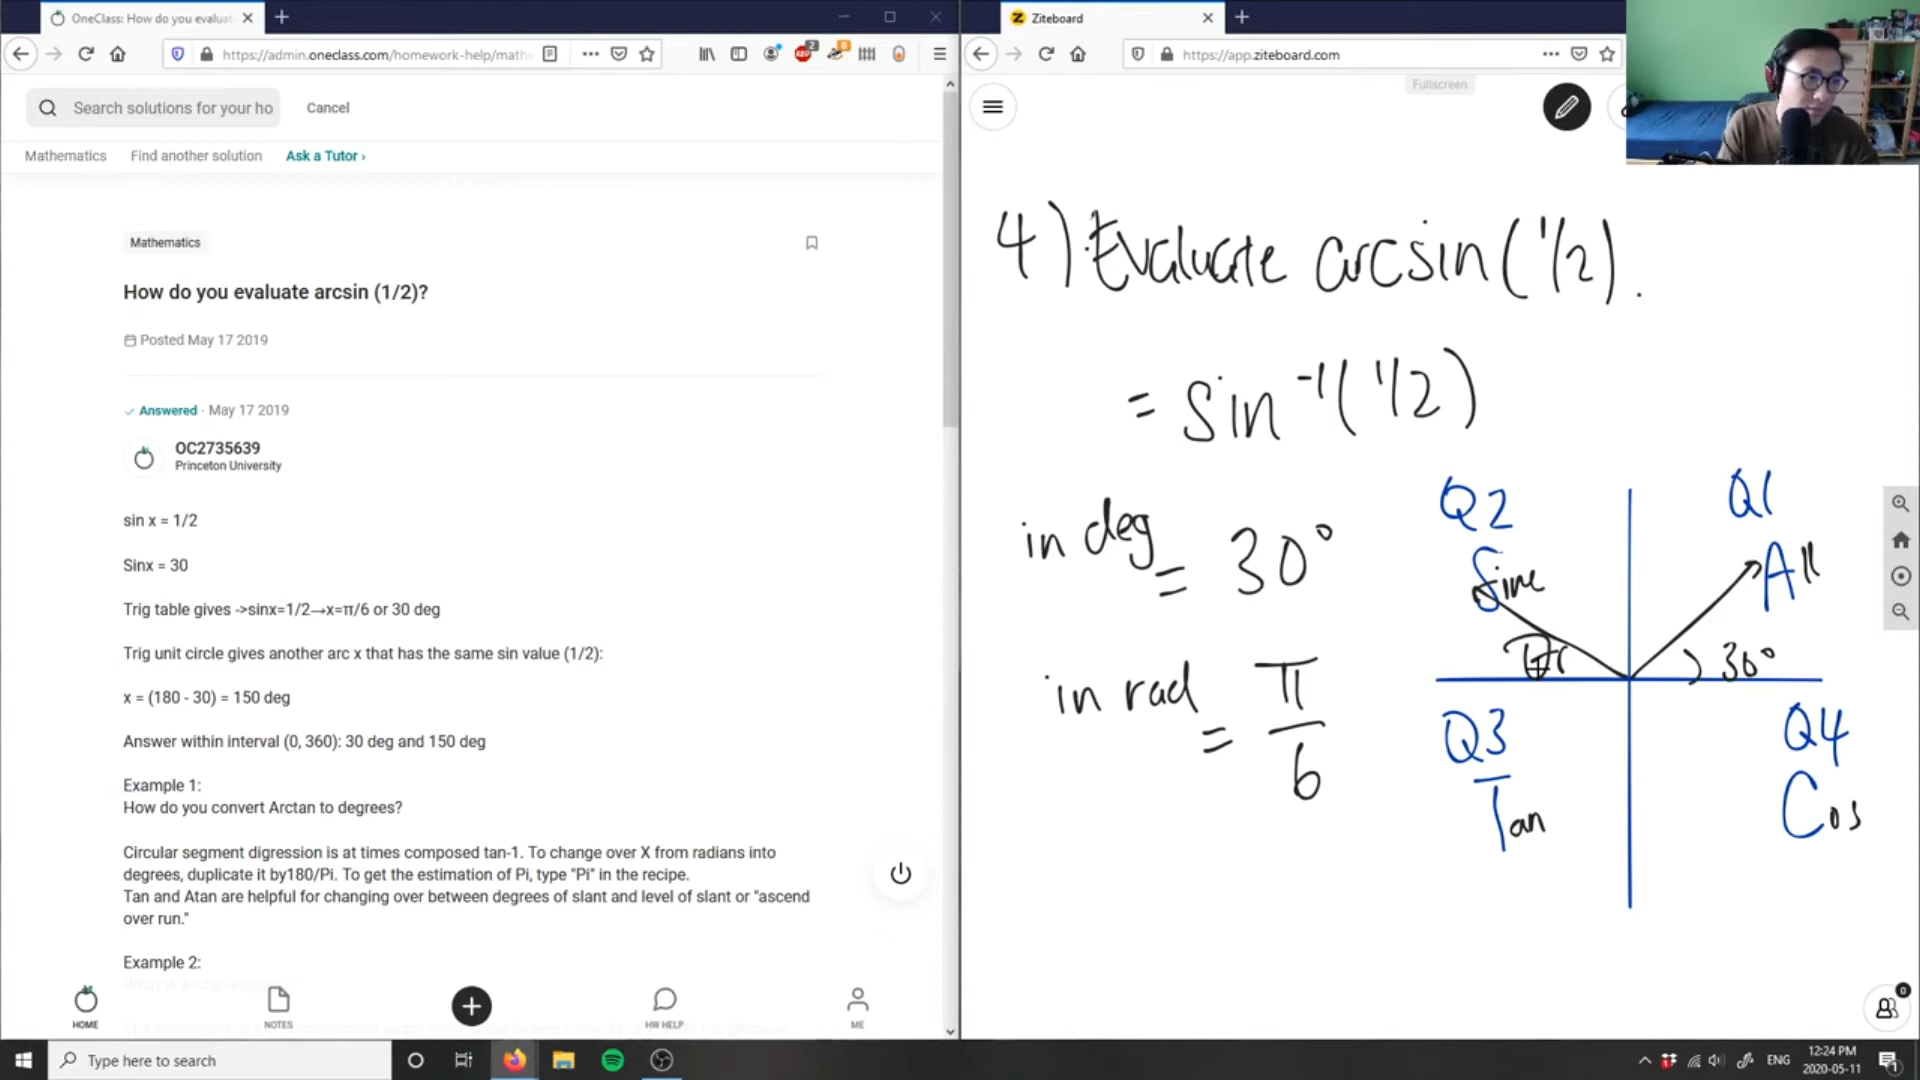 OneClass: How do you evaluat
https://admin.oneclass.com/homework-help/math
2
8
Search solutions for your ho
Cancel
Mathematics
Find another solution
Ask a Tutor ›
Mathematics
How do you evaluate arcsin (1/2)?
Posted May 17 2019
Answered · May 17 2019
OC2735639
Princeton University
sin x = 1/2
Sinx = 30
Trig table gives ->sinx=1/2→x=π/6 or 30 deg
Trig unit circle gives another arc x that has the same sin value (1/2):
x = (180 - 30) = 150 deg
Answer within interval (0, 360): 30 deg and 150 deg
Example 1:
How do you convert Arctan to degrees?
Circular segment digression is at times composed tan-1. To change over X from radians into
degrees, duplicate it by180/Pi. To get the estimation of Pi, type "Pi" in the recipe.
Tan and Atan are helpful for changing over between degrees of slant and level of slant or "ascend
over run."
Example 2:
HOME
NOTES
HW HELP
ME
Ziteboard
https://app.ziteboard.com
Fullscreen
4) Evaluate arcsin(1/2).
= sin⁻¹(1/2)
in deg
= 30°
in rad
= π/6
Q2
Sine
Q1
All
30°
Q3
Tan
Q4
Cos
0
Type here to search
ENG
12:24 PM
2020-05-11
1